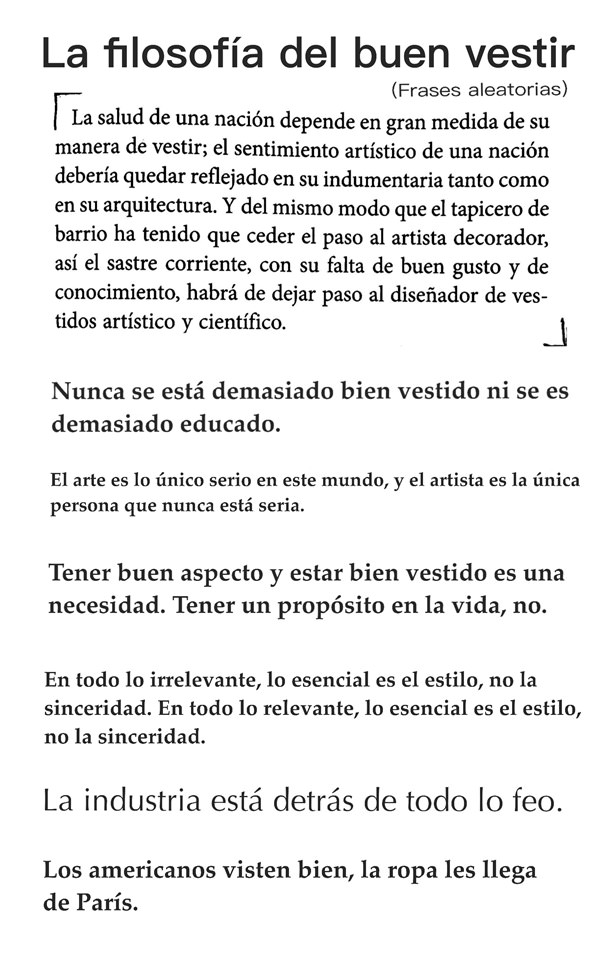 La filosofía del buen vestir
(Frases aleatorias)
La salud de una nación depende en gran medida de su
manera de vestir; el sentimiento artístico de una nación
debería quedar reflejado en su indumentaria tanto como
en su arquitectura. Y del mismo modo que el tapicero de
barrio ha tenido que ceder el paso al artista decorador,
así el sastre corriente, con su falta de buen gusto y de
conocimiento, habrá de dejar paso al diseñador de ves-
tidos artístico y científico.
Nunca se está demasiado bien vestido ni se es
demasiado educado.
El arte es lo único serio en este mundo, y el artista es la única
persona que nunca está seria.
Tener buen aspecto y estar bien vestido es una
necesidad. Tener un propósito en la vida, no.
En todo lo irrelevante, lo esencial es el estilo, no la
sinceridad. En todo lo relevante, lo esencial es el estilo,
no la sinceridad.
La industria está detrás de todo lo feo.
Los americanos visten bien, la ropa les llega
de París.